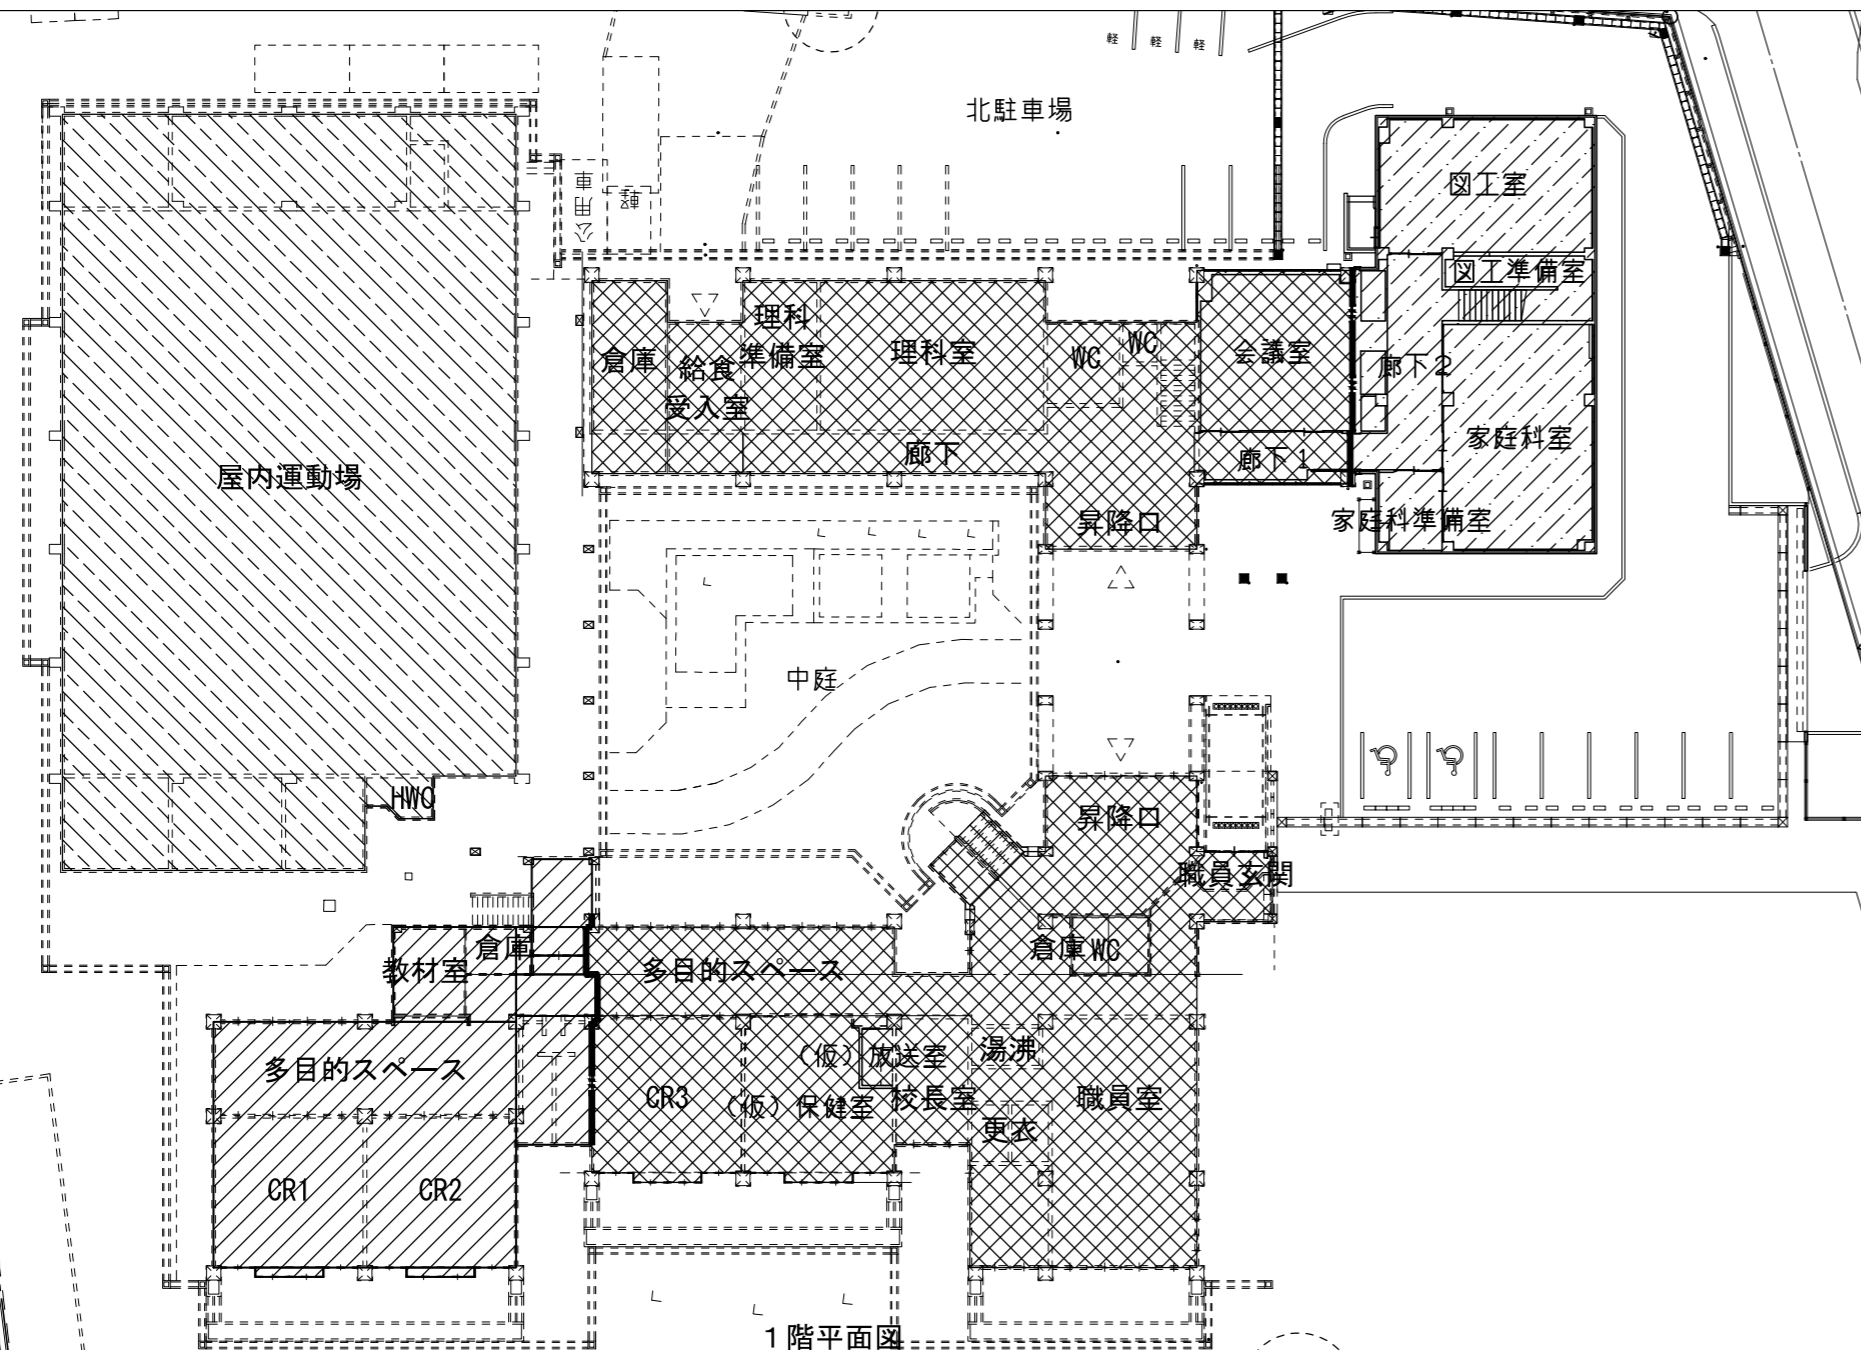 軽
軽
軽
北駐車場
公用車
軽
図工室
図工準備室
理科
準備室
倉庫
給食
受入室
理科室
WC
WC
会議室
廊下2
家庭科室
廊下
廊下1
屋内運動場
昇降口
家庭科準備室
中庭
HWC
昇降口
職員玄関
倉庫
倉庫
WC
教材室
多目的スペース
多目的スペース
(仮)放送室
湯沸
CR3
(仮)保健室
校長室
職員室
更衣
CR1
CR2
1階平面図